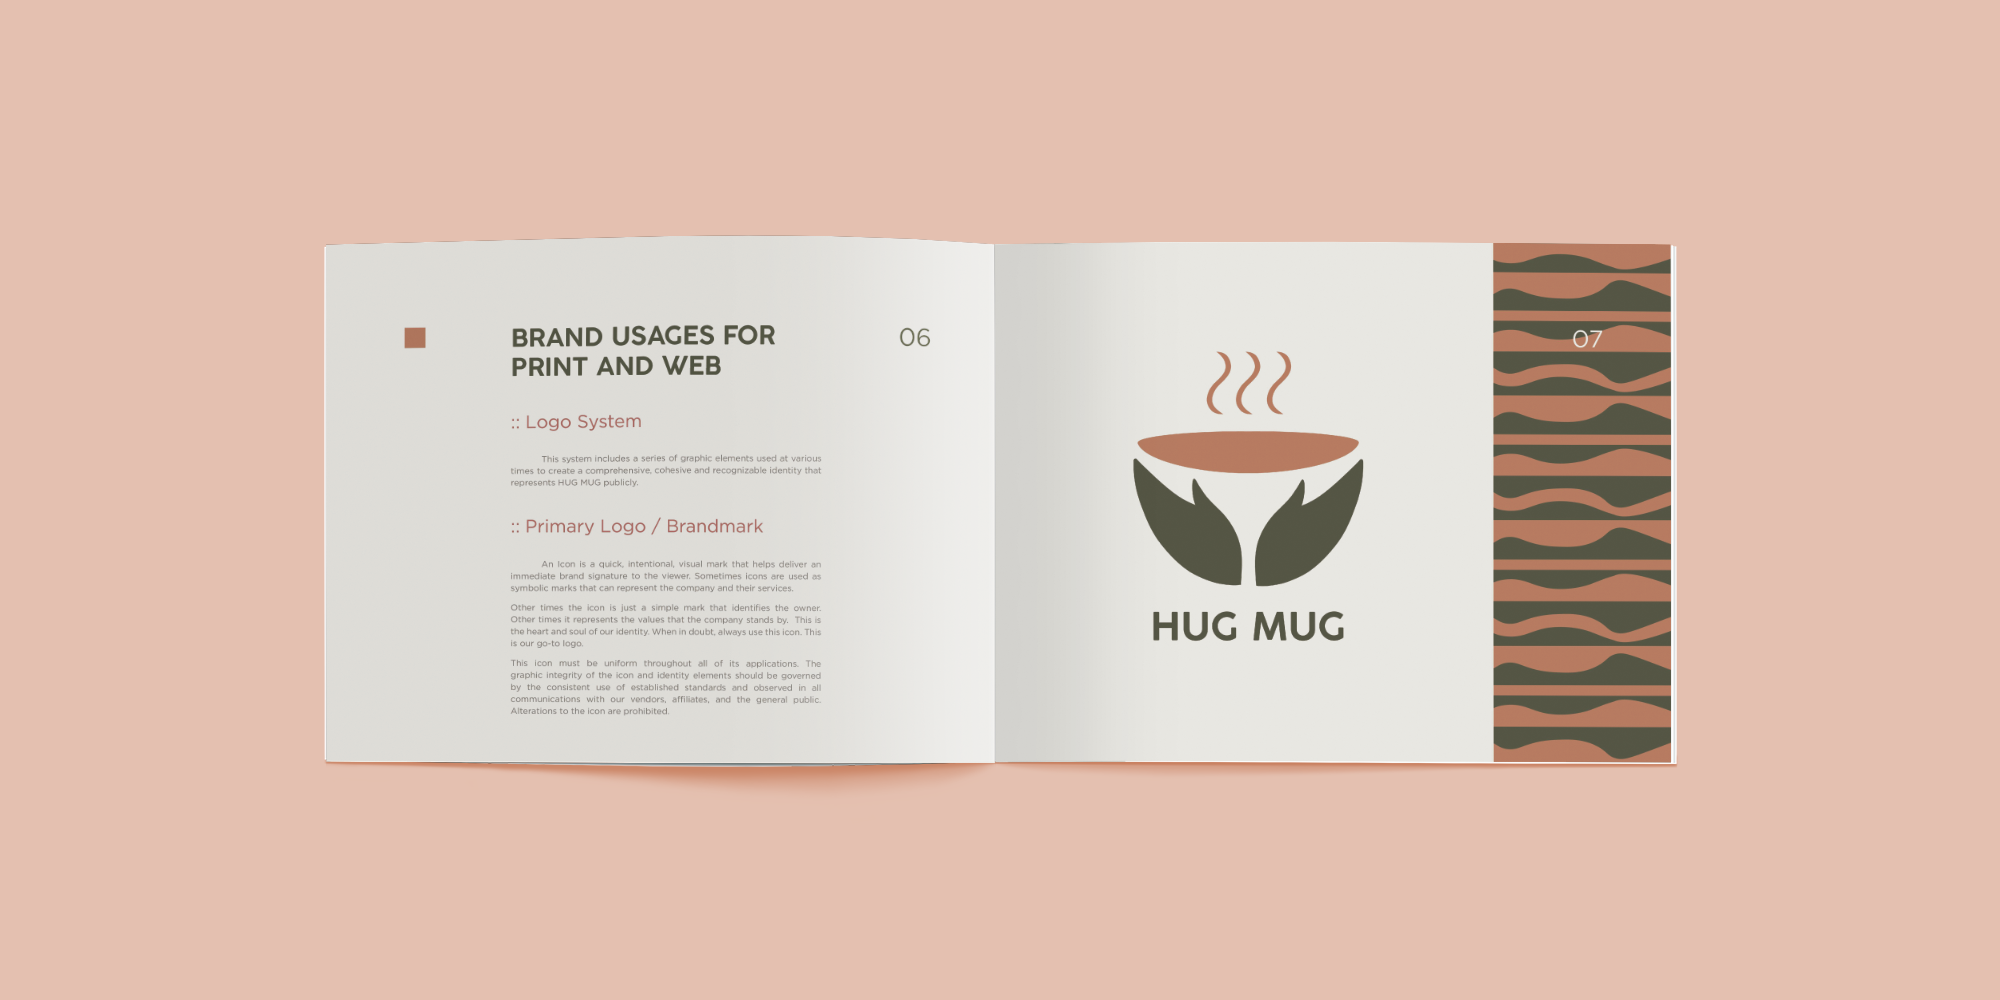 BRAND USAGES FOR
PRINT AND WEB
06
:: Logo System
This system includes a series of graphic elements used at various
times to create a comprehensive, cohesive and recognizable identity that
represents HUG MUG publicly.
:: Primary Logo / Brandmark
An Icon is a quick, intentional, visual mark that helps deliver an
immediate brand signature to the viewer. Sometimes icons are used as
symbolic marks that can represent the company and their services.
Other times the icon is just a simple mark that identifies the owner.
Other times it represents the values that the company stands by. This is
the heart and soul of our identity. When in doubt, always use this icon. This
is our go-to logo.
This icon must be uniform throughout all of its applications. The
graphic integrity of the icon and identity elements should be governed
by the consistent use of established standards and observed in all
communications with our vendors, affiliates, and the general public.
Alterations to the icon are prohibited.
07
HUG MUG